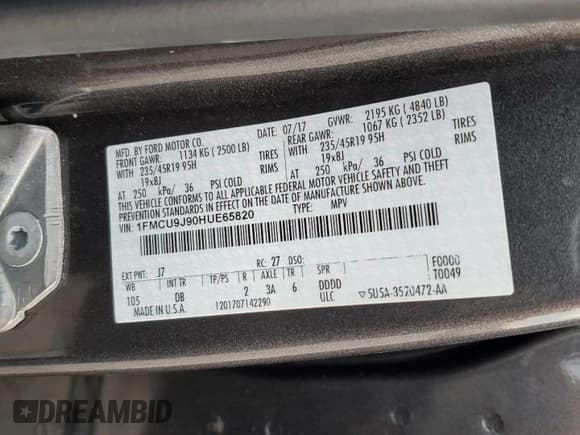 MFD. BY FORD MOTOR CO.
DATE: 07/17 GVWR: 2195 KG ( 4840 LB)
FRONT GAWR: 1134 KG ( 2500 LB) REAR GAWR: 1067 KG ( 2352 LB)
WITH 235/45R19 95H TIRES WITH 235/45R19 95H TIRES
19x8J RIMS 19x8J RIMS
AT 250 kPa/ 36 PSI COLD AT 250 kPa/ 36 PSI COLD
THIS VEHICLE CONFORMS TO ALL APPLICABLE FEDERAL MOTOR VEHICLE SAFETY AND THEFT
PREVENTION STANDARDS IN EFFECT ON THE DATE OF MANUFACTURE SHOWN ABOVE.
VIN: 1FMCU9J90HUE65820 TYPE: MPV
EXT PNT: J7 RC: 27 DSO:
WB INT TR TP/PS R AXLE TR SPR F0000
105 DB 2 3A 6 DDDD T0049
MADE IN U.S.A. 1201707142290 ULC ▽5U5A-3520472-AA
DREAMBID